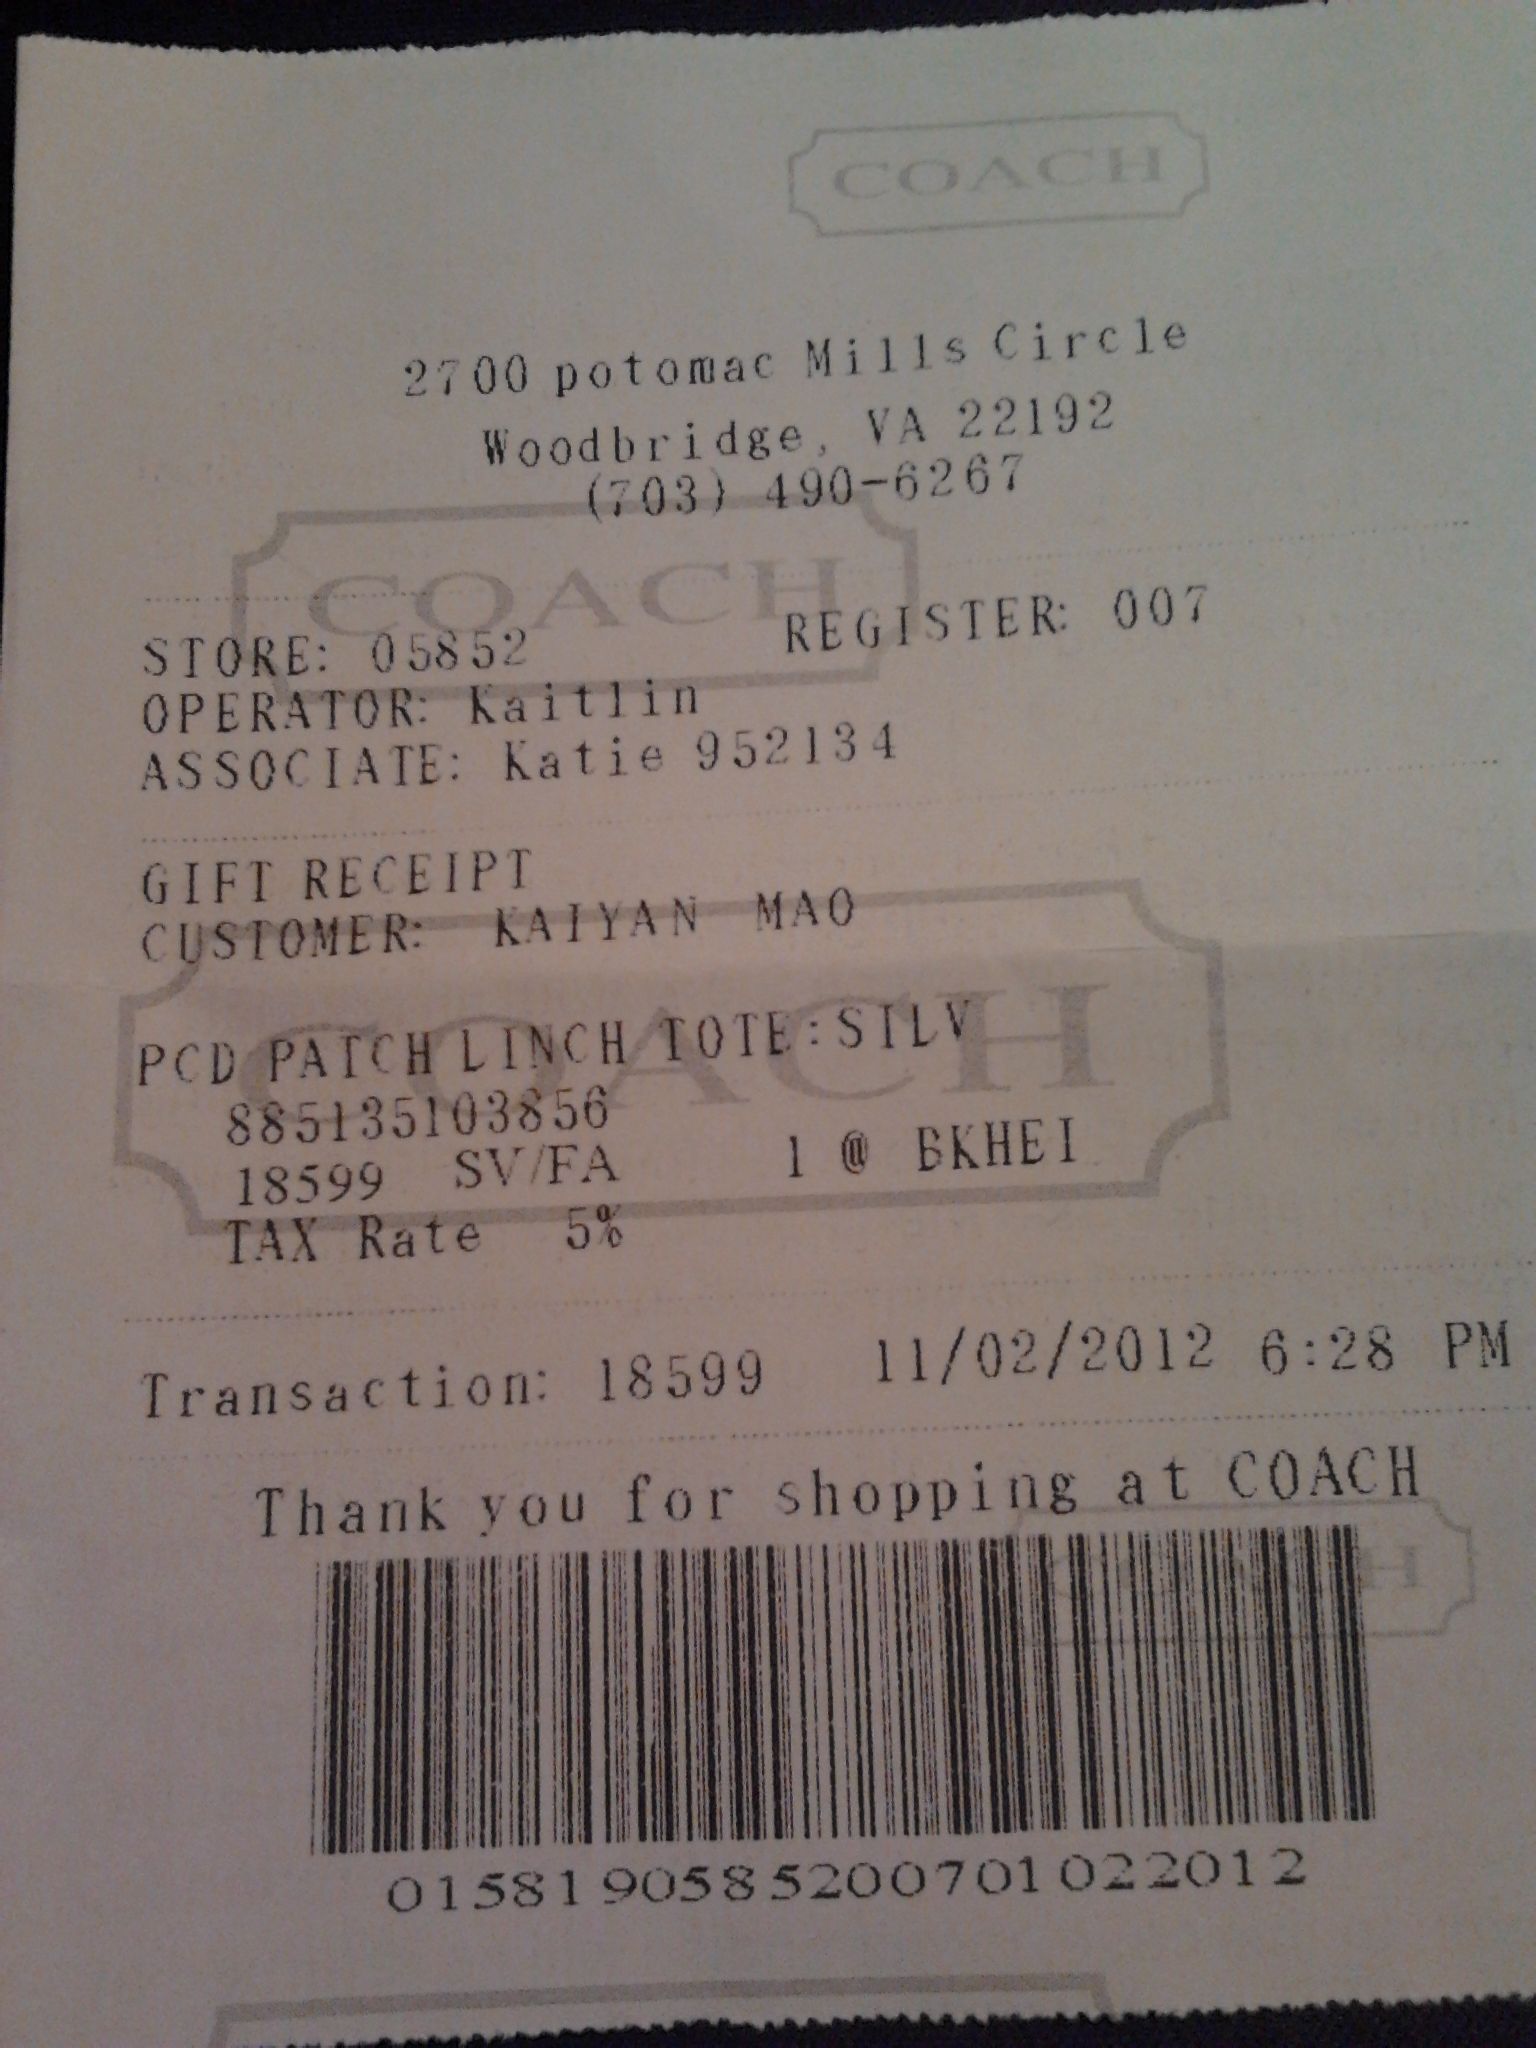 COACH
2700 potomac Mills Circle
Woodbridge, VA 22192
(703) 490-6267
COACH
STORE: 05852 REGISTER: 007
OPERATOR: Kaitlin
ASSOCIATE: Katie 952134
GIFT RECEIPT
CUSTOMER: KAIYAN MAO
COACH
PCD PATCH LINCH TOTE:SILV
885135103856
18599 SV/FA 1 @ BKHEI
TAX Rate 5%
Transaction: 18599 11/02/2012 6:28 PM
Thank you for shopping at COACH
015819058520070102​2012